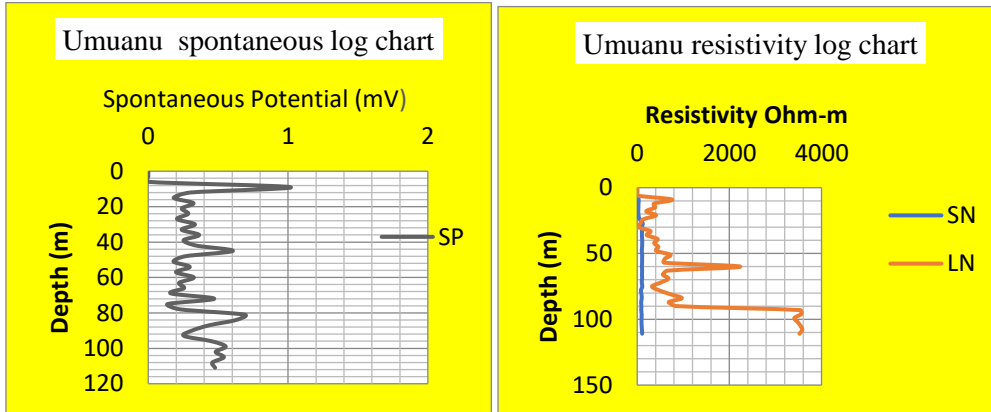 Umuanu spontaneous log chart
Spontaneous Potential (mV)
0 1 2
0
20
40
60
80
100
120
Depth (m)
SP
Umuanu resistivity log chart
Resistivity Ohm-m
0 2000 4000
0
50
100
150
Depth (m)
SN
LN